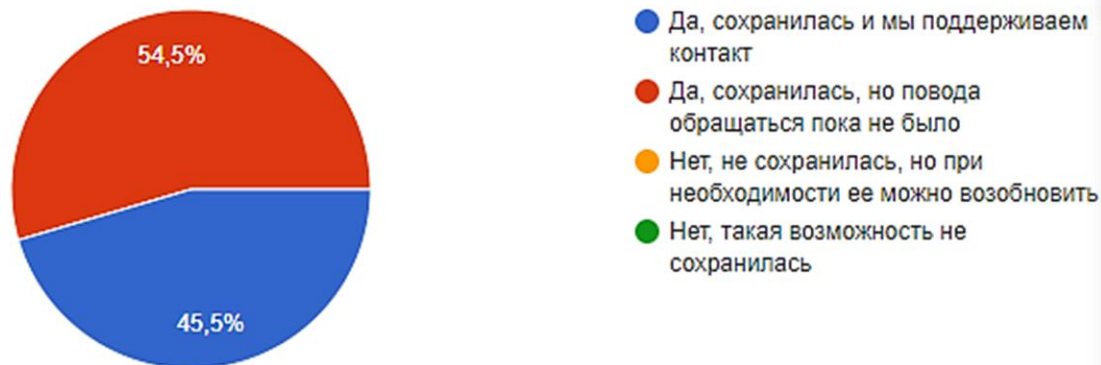 54,5%
45,5%
Да, сохранилась и мы поддерживаем
контакт
Да, сохранилась, но повода
обращаться пока не было
Нет, не сохранилась, но при
необходимости ее можно возобновить
Нет, такая возможность не
сохранилась